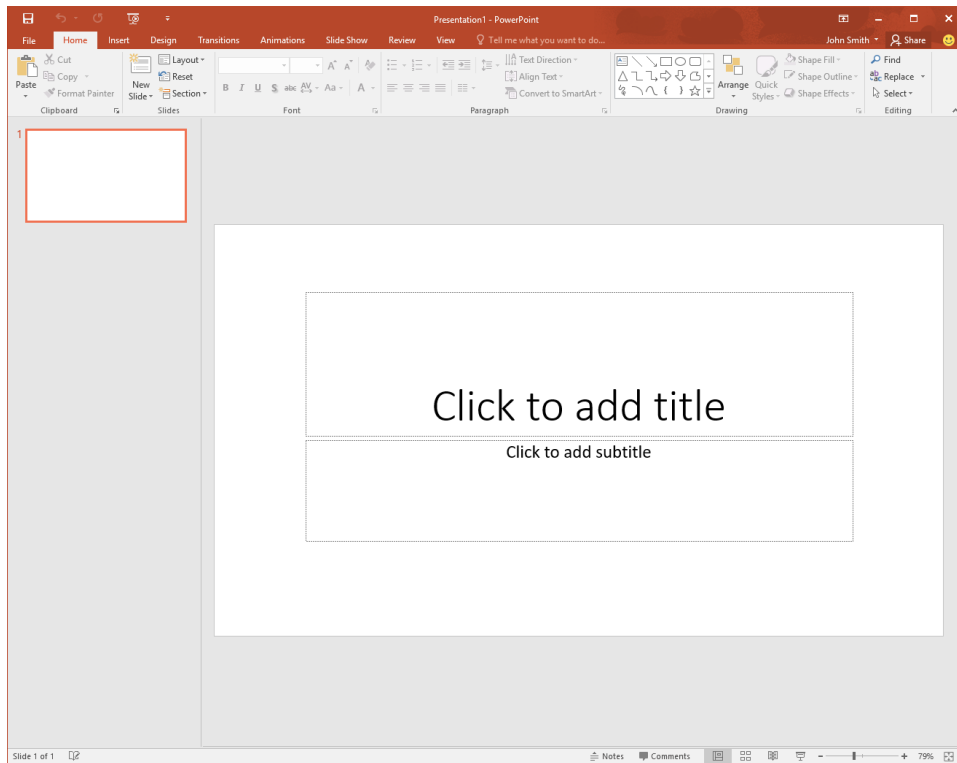 Presentation1 - PowerPoint
File Home Insert Design Transitions Animations Slide Show Review View Tell me what you want to do... John Smith Share
Paste Cut Copy Format Painter
Clipboard
New Slide Layout Reset Section
Slides
B I U S abc AV Aa A
Font
Text Direction Align Text Convert to SmartArt
Paragraph
Arrange Quick Styles Shape Fill Shape Outline Shape Effects
Drawing
Find Replace Select
Editing
1
Click to add title
Click to add subtitle
Slide 1 of 1 Notes Comments 79%